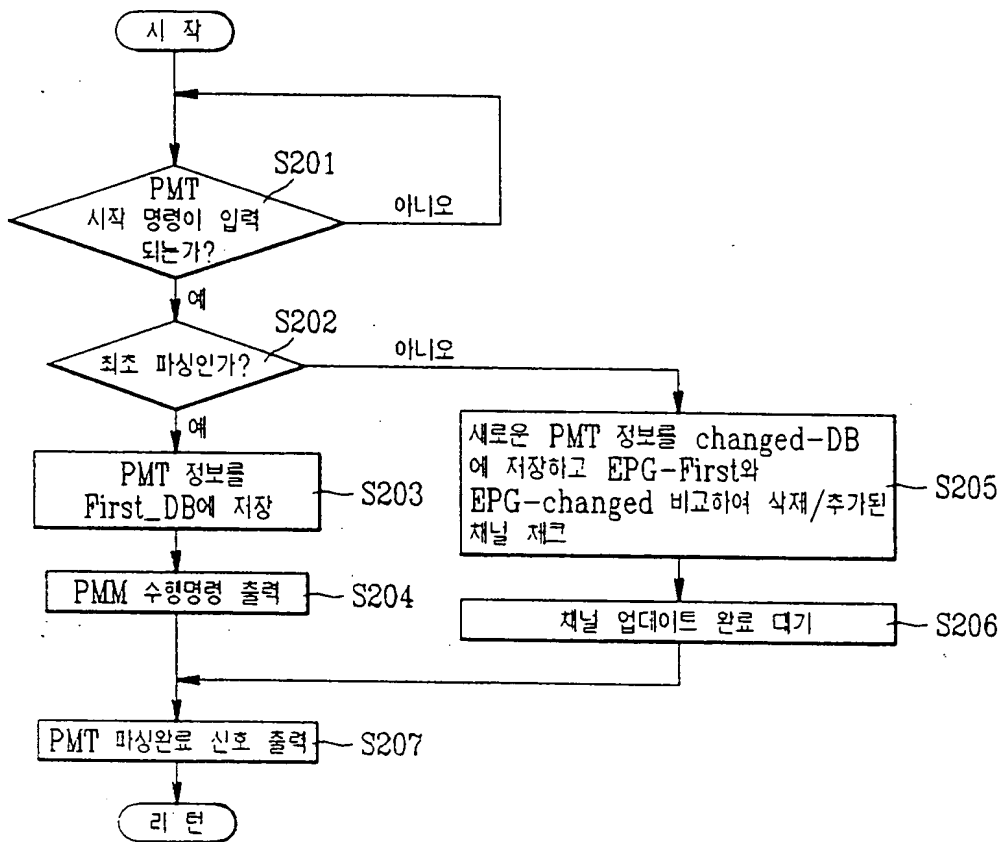 시 작
S201
PMT
시작 명령이 입력
되는가?
아니오
예
S202
최초 파싱인가?
아니오
예
PMT 정보를
First_DB에 저장
S203
새로운 PMT 정보를 changed-DB
에 저장하고 EPG-First와
EPG-changed 비교하여 삭제/추가된
채널 체크
S205
PMM 수행명령 출력
S204
채널 업데이트 완료 대기
S206
PMT 파싱완료 신호 출력
S207
리 턴